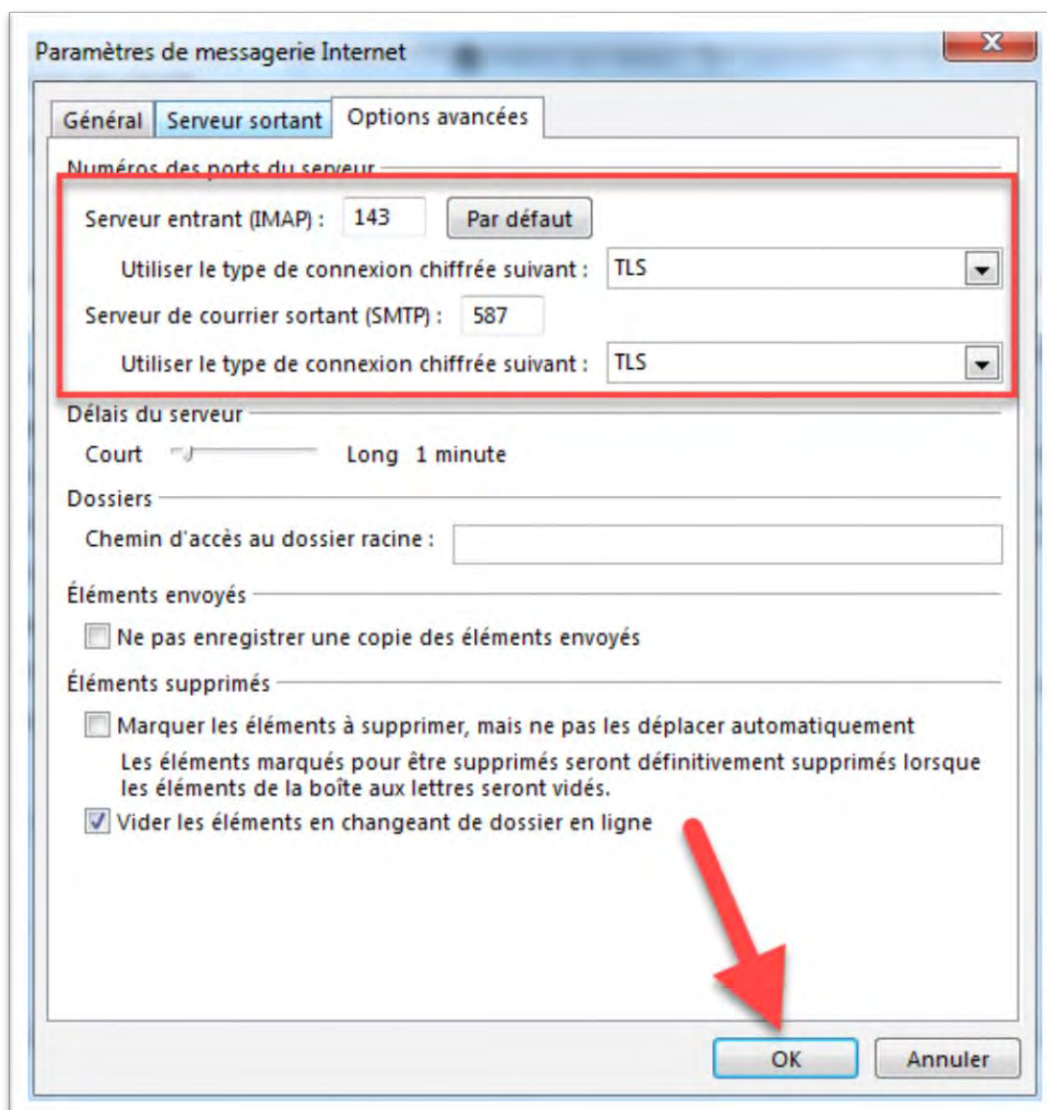 Paramètres de messagerie Internet
Général Serveur sortant Options avancées
Numéros des ports du serveur
Serveur entrant (IMAP) : 143 Par défaut
Utiliser le type de connexion chiffrée suivant : TLS
Serveur de courrier sortant (SMTP) : 587
Utiliser le type de connexion chiffrée suivant : TLS
Délais du serveur
Court Long 1 minute
Dossiers
Chemin d'accès au dossier racine :
Éléments envoyés
Ne pas enregistrer une copie des éléments envoyés
Éléments supprimés
Marquer les éléments à supprimer, mais ne pas les déplacer automatiquement
Les éléments marqués pour être supprimés seront définitivement supprimés lorsque
les éléments de la boîte aux lettres seront vidés.
Vider les éléments en changeant de dossier en ligne
OK Annuler